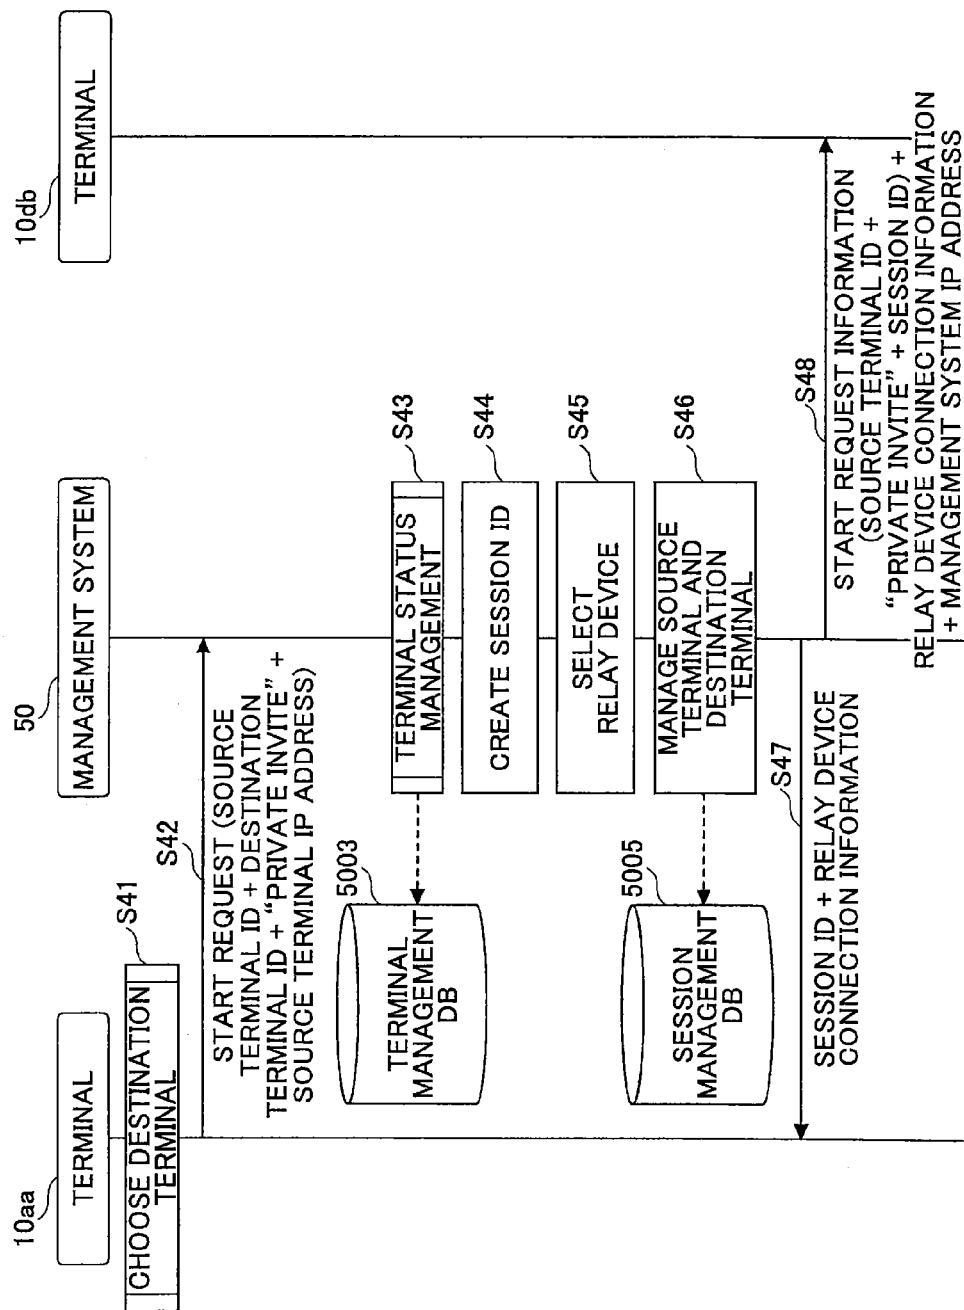 10aa
TERMINAL
50
MANAGEMENT SYSTEM
10db
TERMINAL
S41
CHOOSE DESTINATION
TERMINAL
S42
START REQUEST (SOURCE
TERMINAL ID + DESTINATION
TERMINAL ID + “PRIVATE INVITE” +
SOURCE TERMINAL IP ADDRESS)
S43
TERMINAL STATUS
MANAGEMENT
5003
TERMINAL
MANAGEMENT
DB
S44
CREATE SESSION ID
S45
SELECT
RELAY DEVICE
S46
MANAGE SOURCE
TERMINAL AND
DESTINATION
TERMINAL
5005
SESSION
MANAGEMENT
DB
S47
SESSION ID + RELAY DEVICE
CONNECTION INFORMATION
S48
START REQUEST INFORMATION
(SOURCE TERMINAL ID +
“PRIVATE INVITE” + SESSION ID) +
RELAY DEVICE CONNECTION INFORMATION
+ MANAGEMENT SYSTEM IP ADDRESS